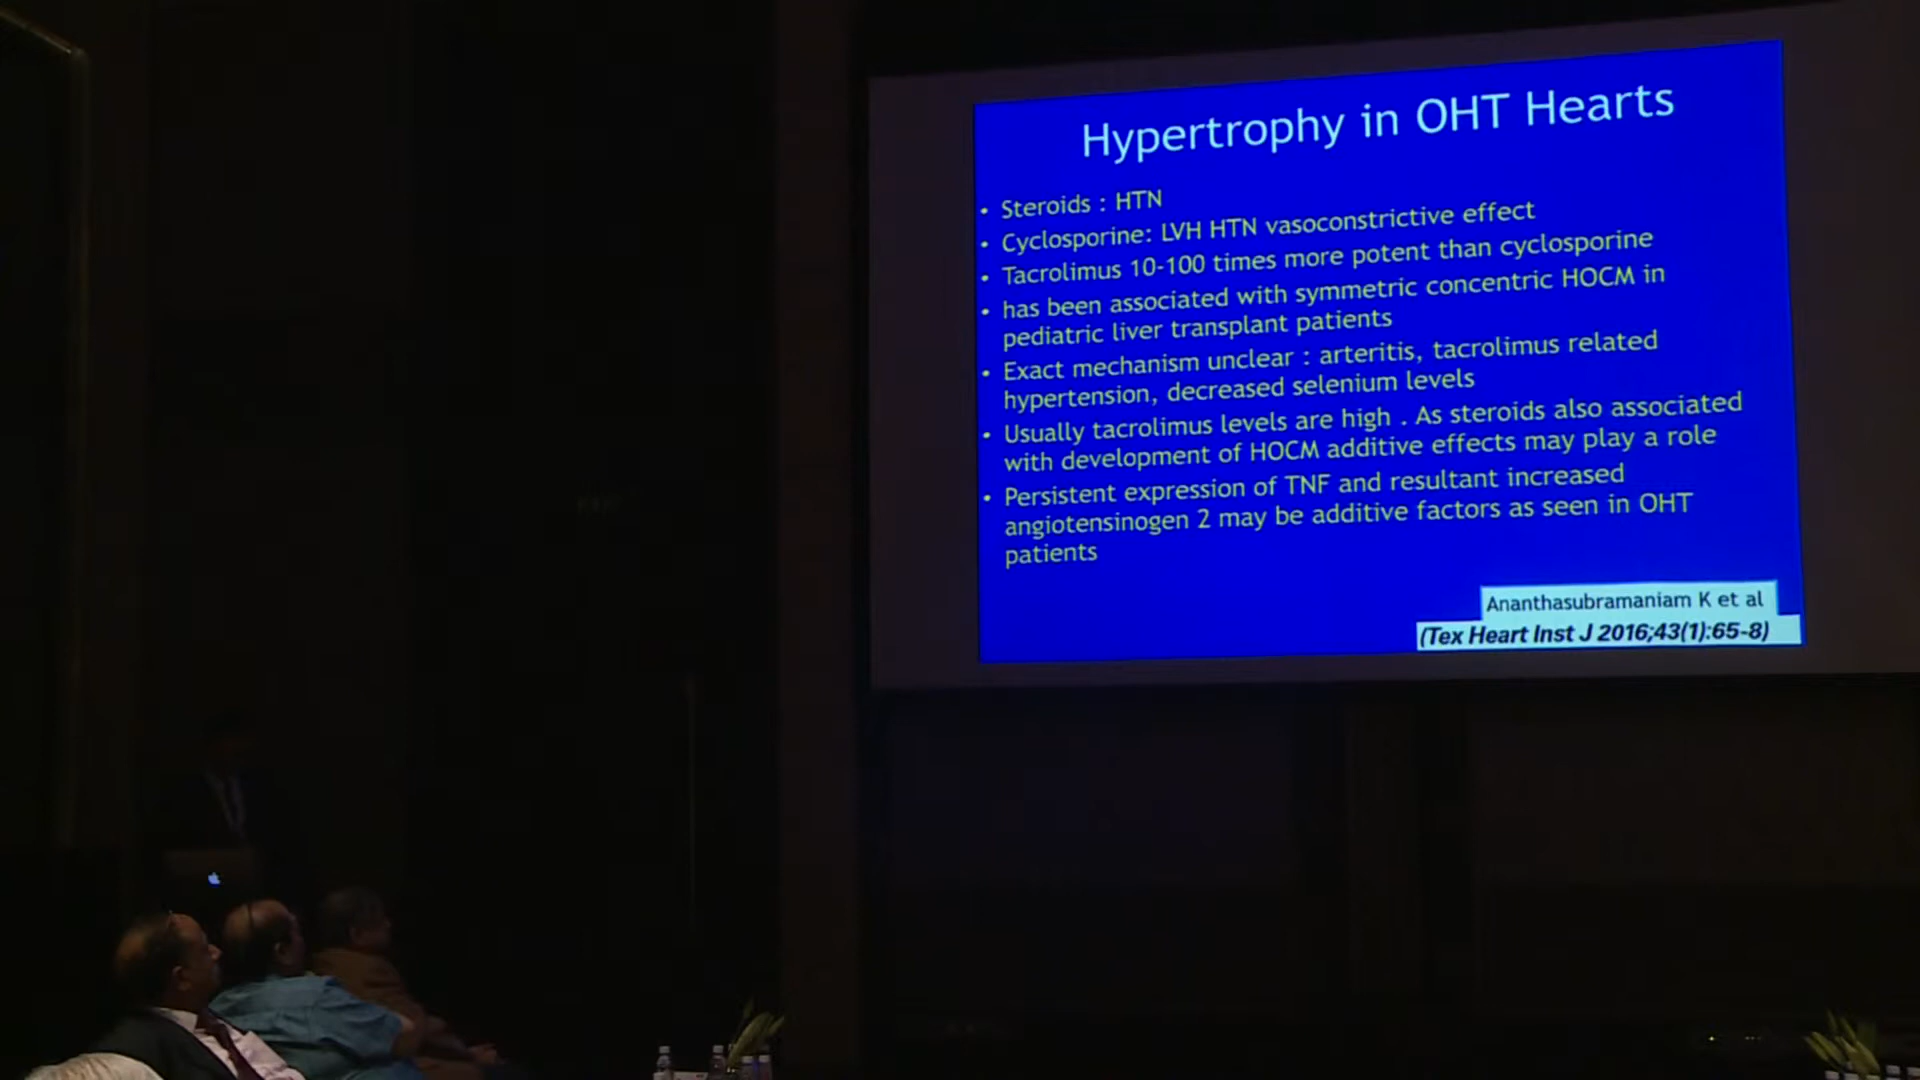 Hypertrophy in OHT Hearts
• Steroids : HTN
• Cyclosporine: LVH HTN vasoconstrictive effect
• Tacrolimus 10-100 times more potent than cyclosporine
• has been associated with symmetric concentric HOCM in
pediatric liver transplant patients
• Exact mechanism unclear : arteritis, tacrolimus related
hypertension, decreased selenium levels
• Usually tacrolimus levels are high . As steroids also associated
with development of HOCM additive effects may play a role
• Persistent expression of TNF and resultant increased
angiotensinogen 2 may be additive factors as seen in OHT
patients
Ananthasubramaniam K et al
(Tex Heart Inst J 2016;43(1):65-8)